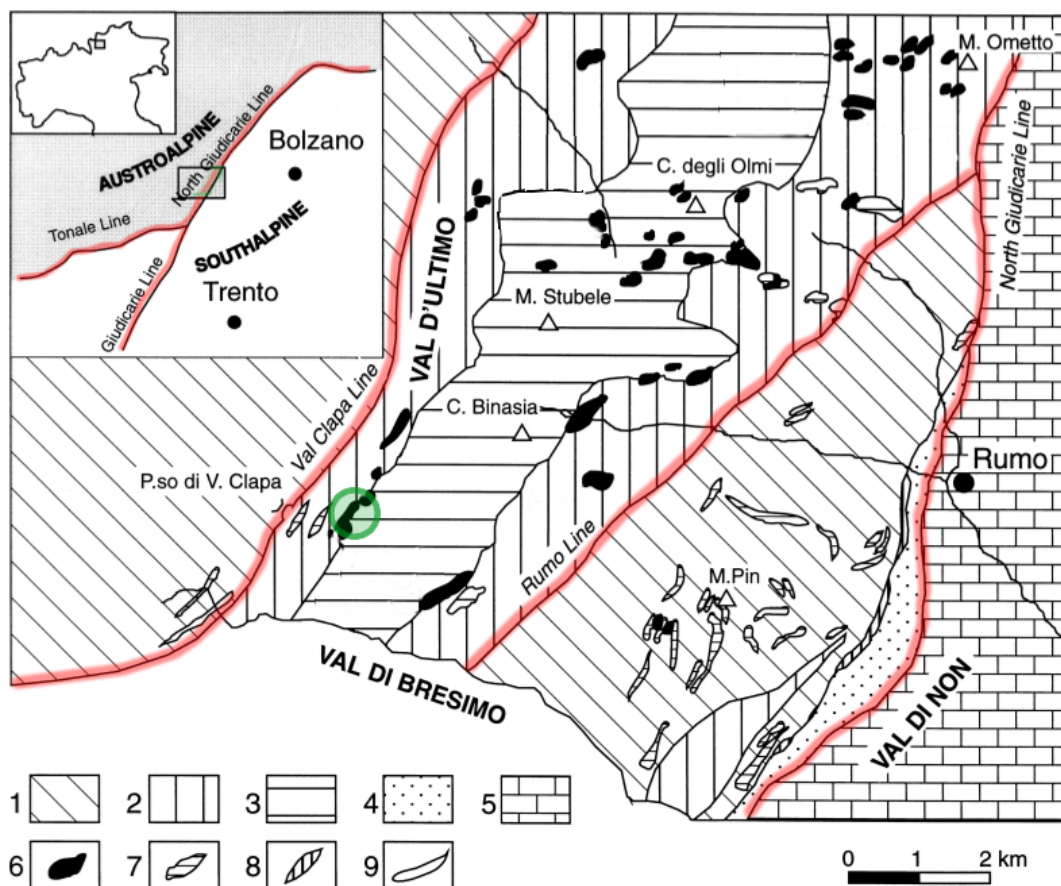 AUSTROALPINE
North Giudicarie Line
Bolzano
Tonale Line
SOUTHALPINE
Giudicarie Line
Trento
M. Ometto
C. degli Olmi
North Giudicarie Line
VAL D'ULTIMO
M. Stubele
Val Clapa Line
C. Binasia
P.so di V. Clapa
Rumo
Rumo Line
M.Pin
VAL DI BRESIMO
VAL DI NON
1
2
3
4
5
6
7
8
9
0 1 2 km